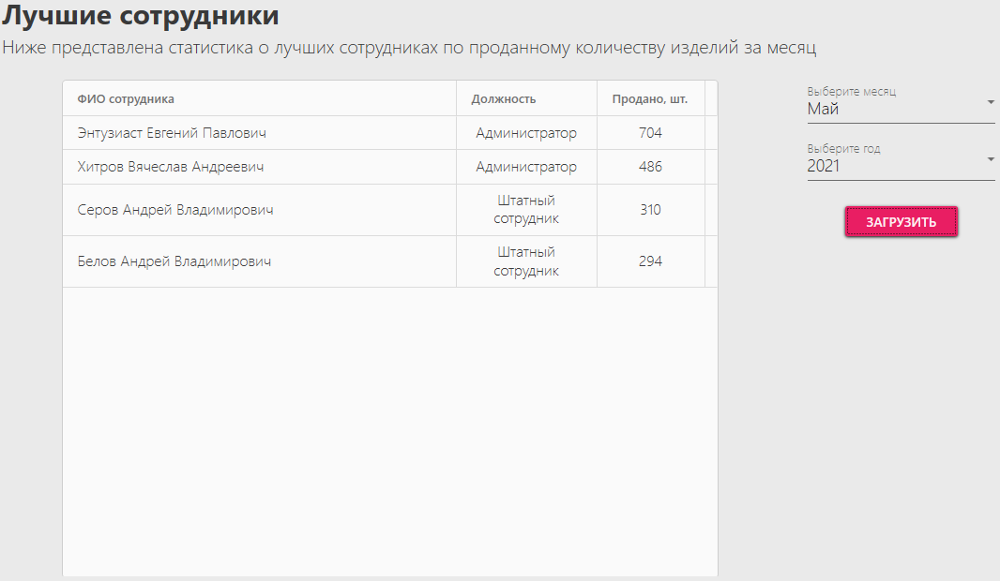 Лучшие сотрудники
Ниже представлена статистика о лучших сотрудниках по проданному количеству изделий за месяц
ФИО сотрудника Должность Продано, шт.
Энтузиаст Евгений Павлович Администратор 704
Хитров Вячеслав Андреевич Администратор 486
Серов Андрей Владимирович Штатный сотрудник 310
Белов Андрей Владимирович Штатный сотрудник 294
Выберите месяц
Май
Выберите год
2021
ЗАГРУЗИТЬ